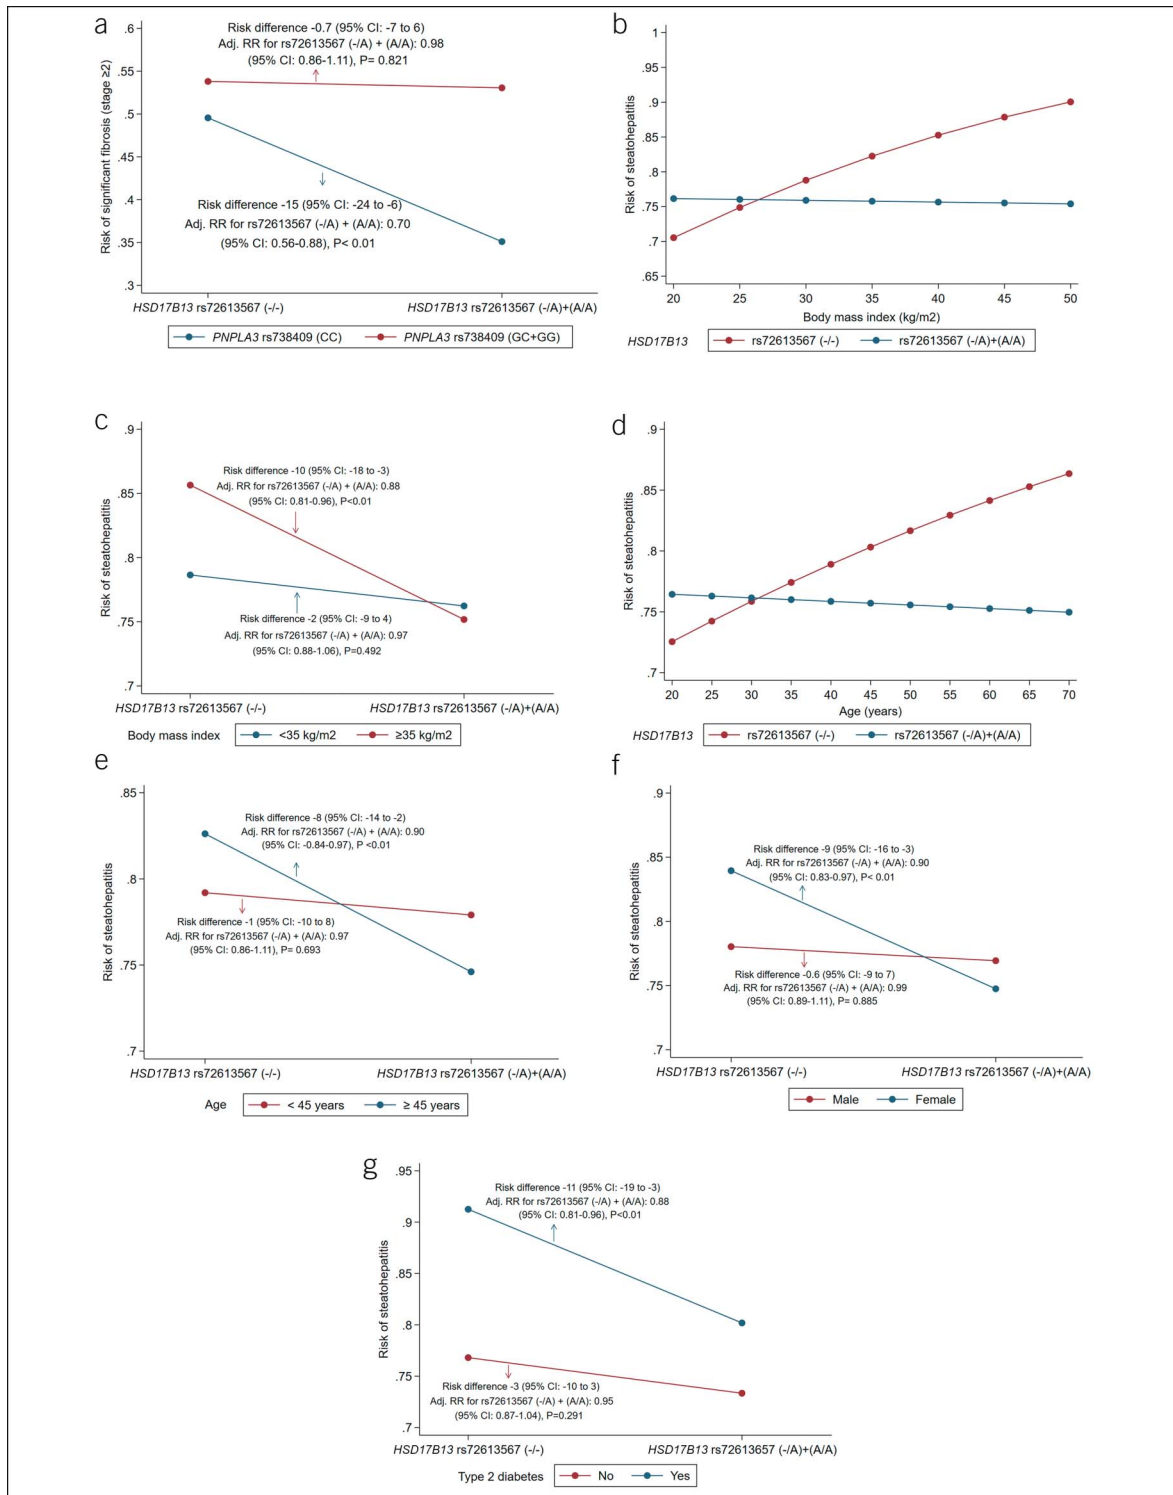 a
Risk difference -0.7 (95% CI: -7 to 6)
Adj. RR for rs72613567 (-/A) + (A/A): 0.98
(95% CI: 0.86-1.11), P= 0.821
Risk of significant fibrosis (stage ≥2)
.6
.55
.5
.45
.4
.35
.3
Risk difference -15 (95% CI: -24 to -6)
Adj. RR for rs72613567 (-/A) + (A/A): 0.70
(95% CI: 0.56-0.88), P< 0.01
HSD17B13 rs72613567 (-/-)
HSD17B13 rs72613567 (-/A)+(A/A)
PNPLA3 rs738409 (CC)
PNPLA3 rs738409 (GC+GG)
b
Risk of steatohepatitis
1
.95
.9
.85
.8
.75
.7
.65
20 25 30 35 40 45 50
Body mass index (kg/m2)
HSD17B13
rs72613567 (-/-)
rs72613567 (-/A)+(A/A)
c
Risk of steatohepatitis
.9
.85
.8
.75
.7
Risk difference -10 (95% CI: -18 to -3)
Adj. RR for rs72613567 (-/A) + (A/A): 0.88
(95% CI: 0.81-0.96), P<0.01
Risk difference -2 (95% CI: -9 to 4)
Adj. RR for rs72613567 (-/A) + (A/A): 0.97
(95% CI: 0.88-1.06), P=0.492
HSD17B13 rs72613567 (-/-)
HSD17B13 rs72613567 (-/A)+(A/A)
Body mass index
<35 kg/m2
≥35 kg/m2
d
Risk of steatohepatitis
.9
.85
.8
.75
.7
20 25 30 35 40 45 50 55 60 65 70
Age (years)
HSD17B13
rs72613567 (-/-)
rs72613567 (-/A)+(A/A)
e
Risk of steatohepatitis
.85
.8
.75
.7
Risk difference -8 (95% CI: -14 to -2)
Adj. RR for rs72613567 (-/A) + (A/A): 0.90
(95% CI: -0.84-0.97), P <0.01
Risk difference -1 (95% CI: -10 to 8)
Adj. RR for rs72613567 (-/A) + (A/A): 0.97
(95% CI: 0.86-1.11), P= 0.693
HSD17B13 rs72613567 (-/-)
HSD17B13 rs72613567 (-/A)+(A/A)
Age
< 45 years
≥ 45 years
f
Risk of steatohepatitis
.9
.85
.8
.75
.7
Risk difference -9 (95% CI: -16 to -3)
Adj. RR for rs72613567 (-/A) + (A/A): 0.90
(95% CI: 0.83-0.97), P< 0.01
Risk difference -0.6 (95% CI: -9 to 7)
Adj. RR for rs72613567 (-/A) + (A/A): 0.99
(95% CI: 0.89-1.11), P= 0.885
HSD17B13 rs72613567 (-/-)
HSD17B13 rs72613567 (-/A)+(A/A)
Male
Female
g
Risk of steatohepatitis
.95
.9
.85
.8
.75
.7
Risk difference -11 (95% CI: -19 to -3)
Adj. RR for rs72613567 (-/A) + (A/A): 0.88
(95% CI: 0.81-0.96), P<0.01
Risk difference -3 (95% CI: -10 to 3)
Adj. RR for rs72613567 (-/A) + (A/A): 0.95
(95% CI: 0.87-1.04), P=0.291
HSD17B13 rs72613567 (-/-)
HSD17B13 rs72613657 (-/A)+(A/A)
Type 2 diabetes
No
Yes